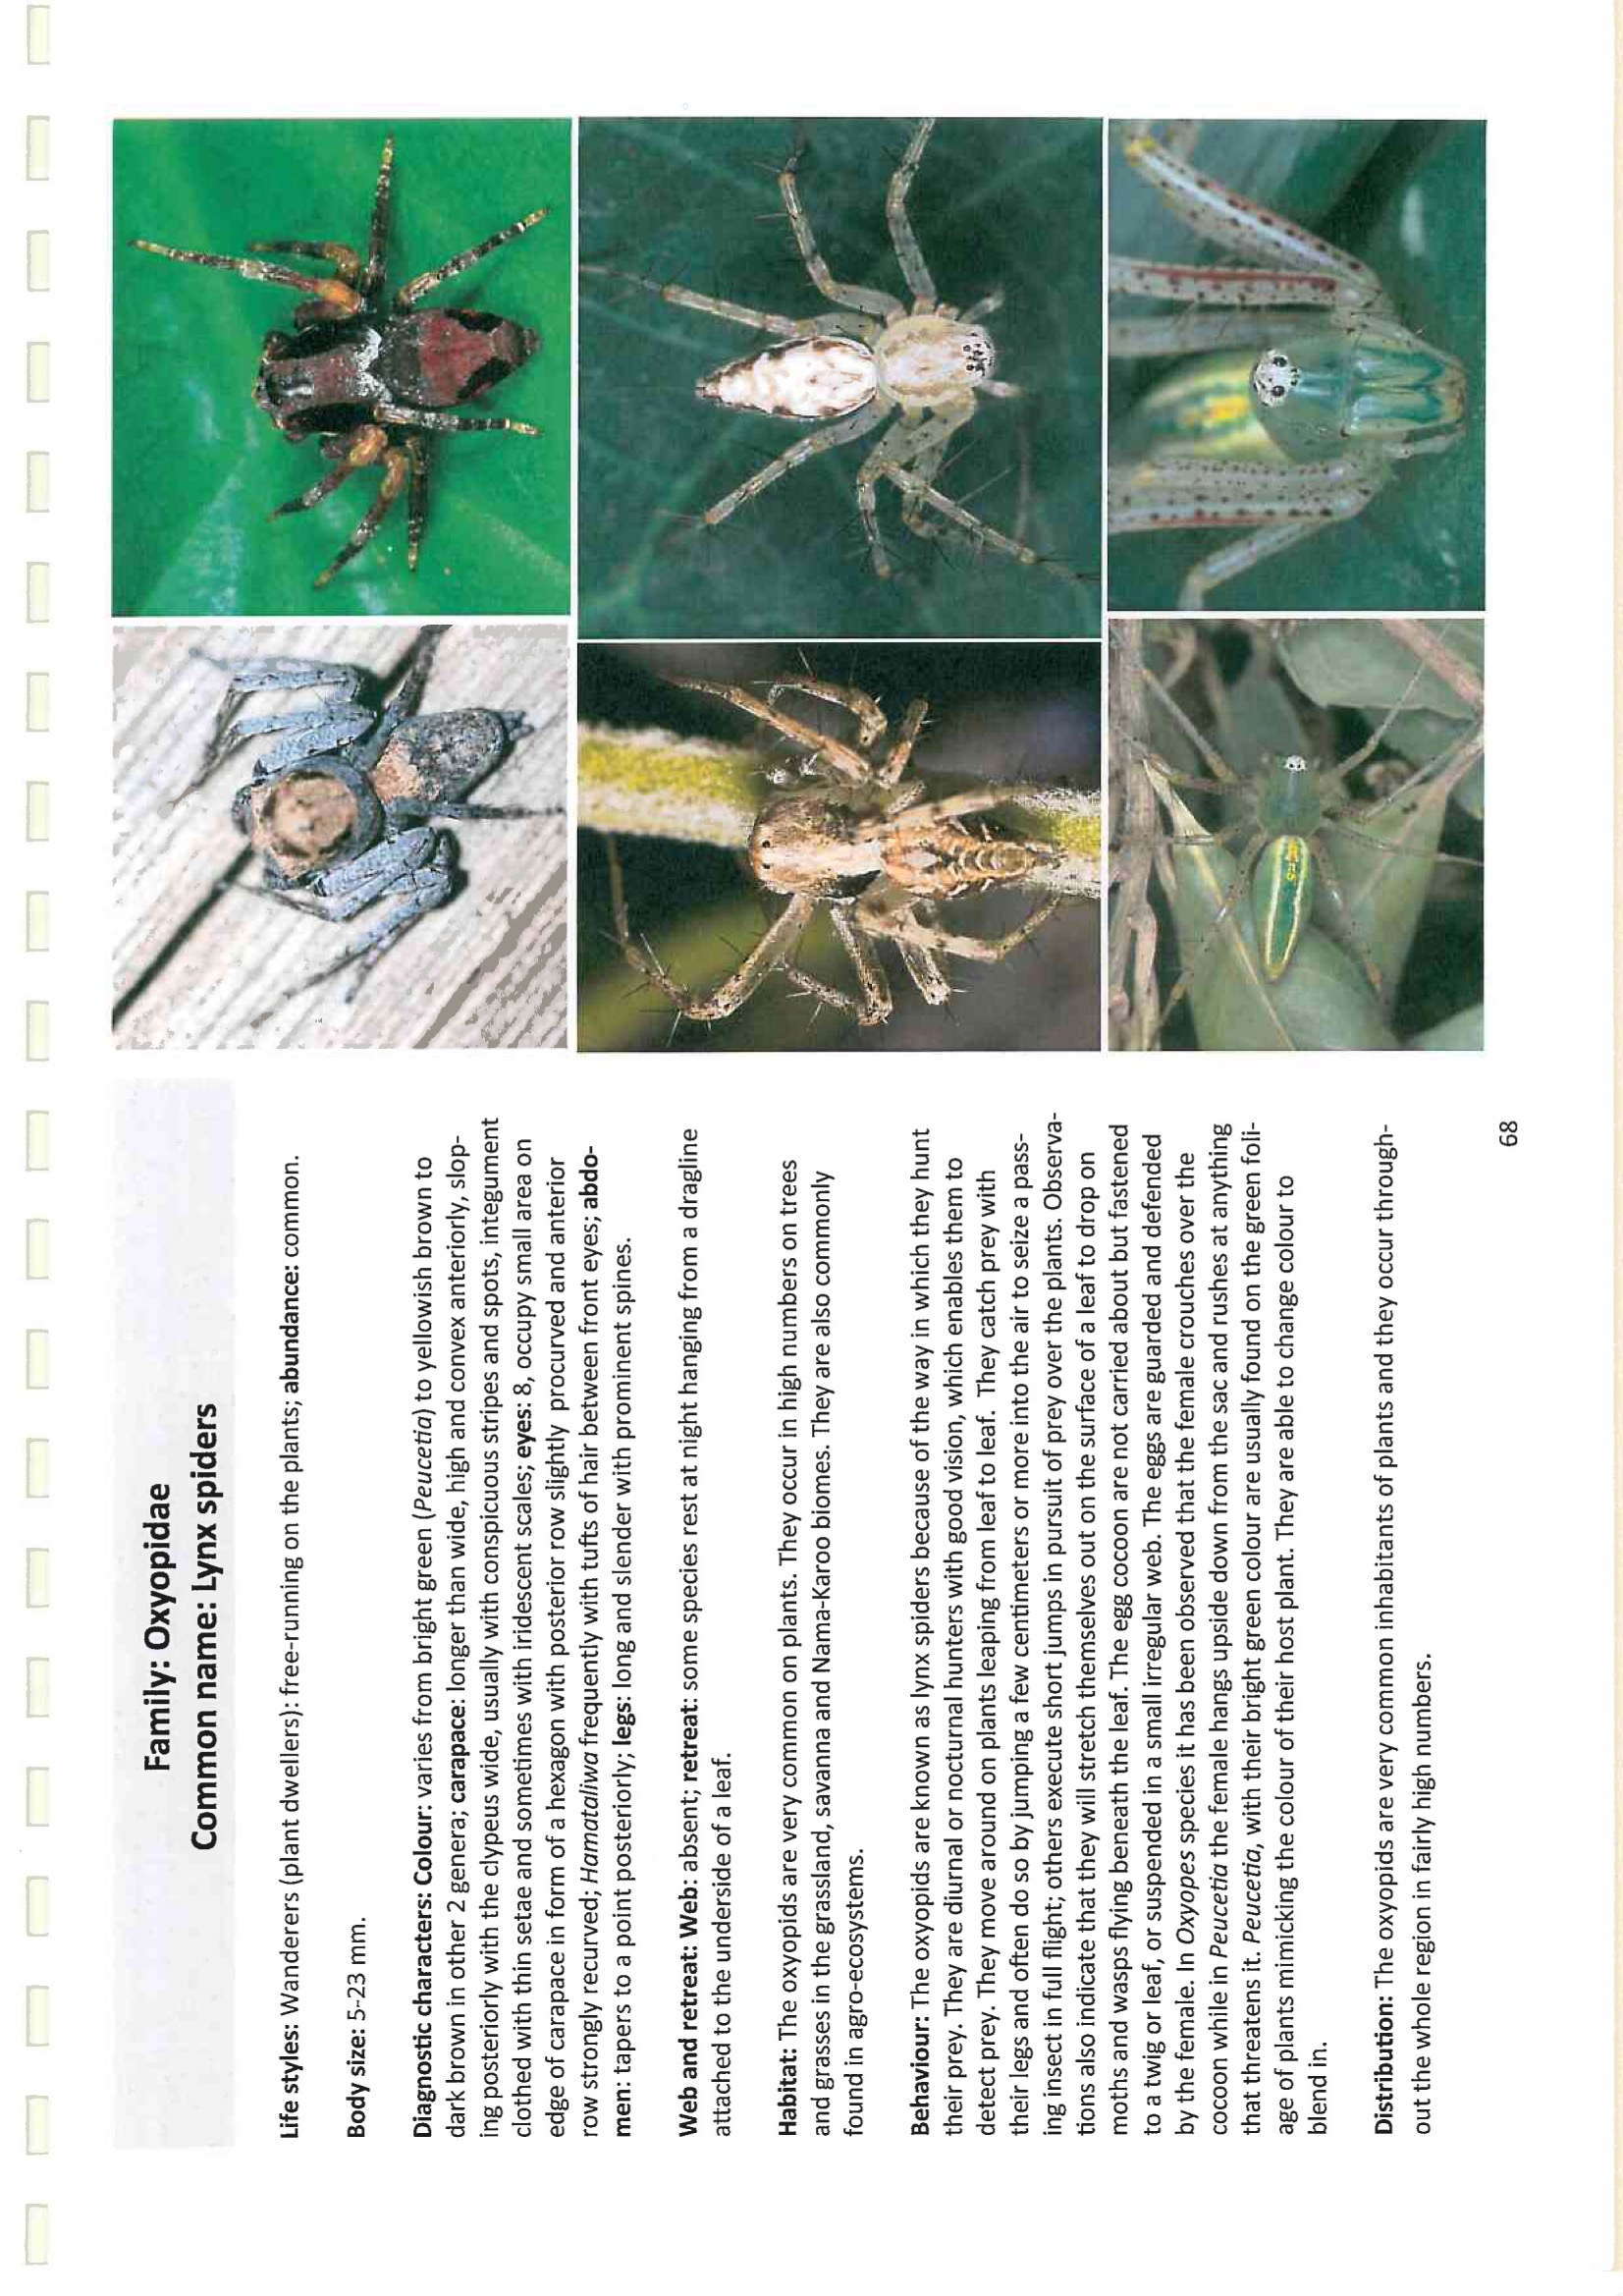 Family: Oxyopidae
Common name: Lynx spiders
Life styles: Wanderers (plant dwellers): free-running on the plants; abundance: common.
Body size: 5-23 mm.
Diagnostic characters: Colour: varies from bright green (Peucetia) to yellowish brown to
dark brown in other 2 genera; carapace: longer than wide, high and convex anteriorly, slop-
ing posteriorly with the clypeus wide, usually with conspicuous stripes and spots, integument
clothed with thin setae and sometimes with iridescent scales; eyes: 8, occupy small area on
edge of carapace in form of a hexagon with posterior row slightly procurved and anterior
row strongly recurved; Hamataliwa frequently with tufts of hair between front eyes; abdo-
men: tapers to a point posteriorly; legs: long and slender with prominent spines.
Web and retreat: Web: absent; retreat: some species rest at night hanging from a dragline
attached to the underside of a leaf.
Habitat: The oxyopids are very common on plants. They occur in high numbers on trees
and grasses in the grassland, savanna and Nama-Karoo biomes. They are also commonly
found in agro-ecosystems.
Behaviour: The oxyopids are known as lynx spiders because of the way in which they hunt
their prey. They are diurnal or nocturnal hunters with good vision, which enables them to
detect prey. They move around on plants leaping from leaf to leaf. They catch prey with
their legs and often do so by jumping a few centimeters or more into the air to seize a pass-
ing insect in full flight; others execute short jumps in pursuit of prey over the plants. Observa-
tions also indicate that they will stretch themselves out on the surface of a leaf to drop on
moths and wasps flying beneath the leaf. The egg cocoon are not carried about but fastened
to a twig or leaf, or suspended in a small irregular web. The eggs are guarded and defended
by the female. In Oxyopes species it has been observed that the female crouches over the
cocoon while in Peucetia the female hangs upside down from the sac and rushes at anything
that threatens it. Peucetia, with their bright green colour are usually found on the green foli-
age of plants mimicking the colour of their host plant. They are able to change colour to
blend in.
Distribution: The oxyopids are very common inhabitants of plants and they occur through-
out the whole region in fairly high numbers.
68